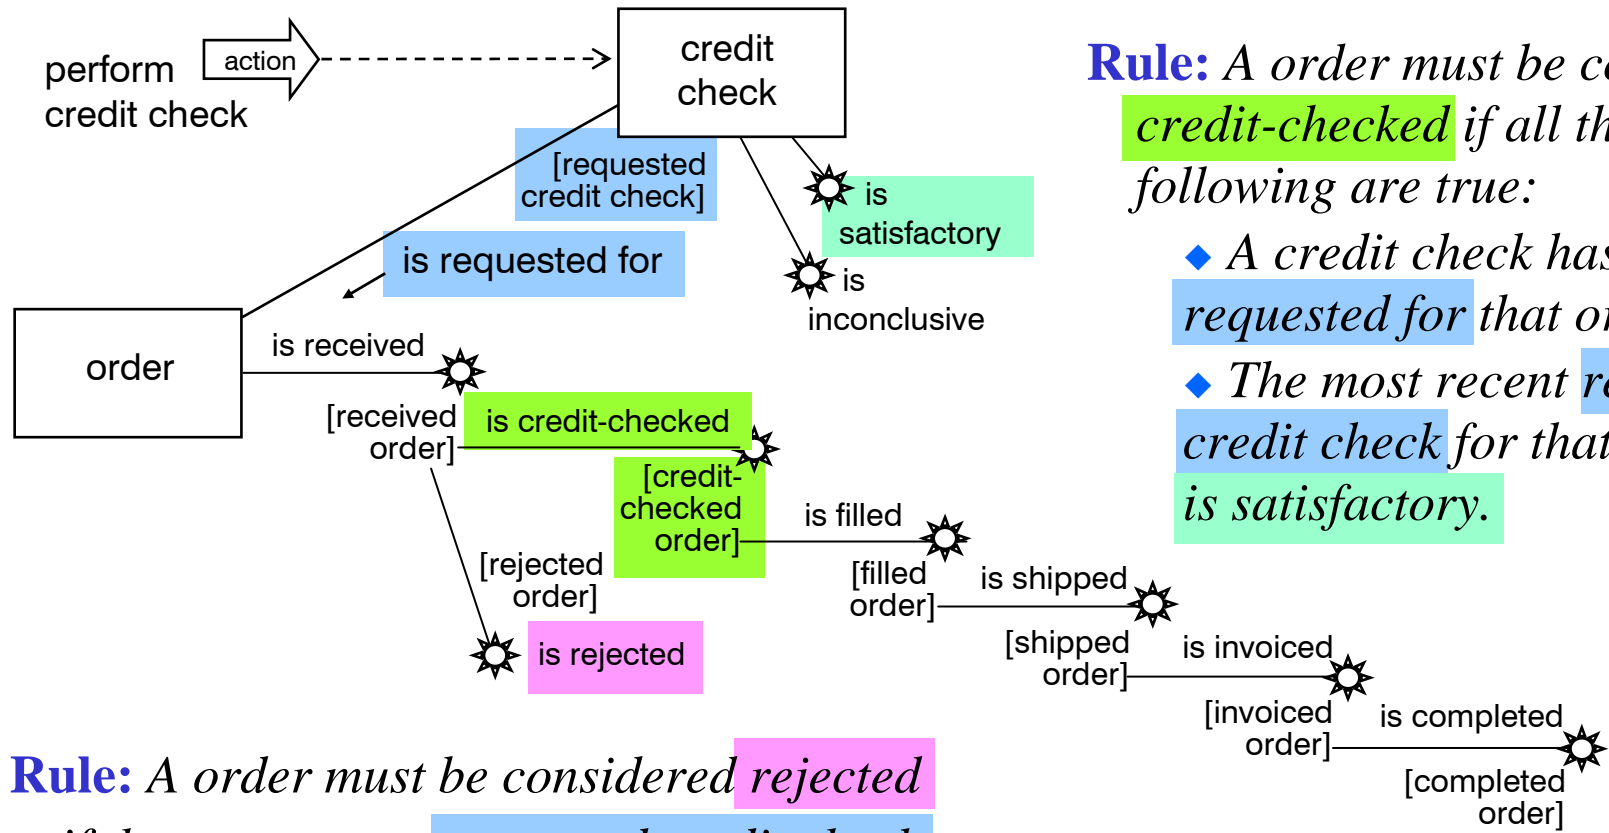 perform
credit check
action
credit
check
[requested
credit check]
is requested for
is
satisfactory
is
inconclusive
order
is received
[received
order]
is credit-checked
[credit-
checked
order]
is filled
[filled
order]
is shipped
[shipped
order]
is invoiced
[invoiced
order]
is completed
[completed
order]
[rejected
order]
is rejected
Rule: A order must be
credit-checked if all
following are true:
◆ A credit check
requested for that
◆ The most recent
credit check for that
is satisfactory.
Rule: A order must be considered rejected